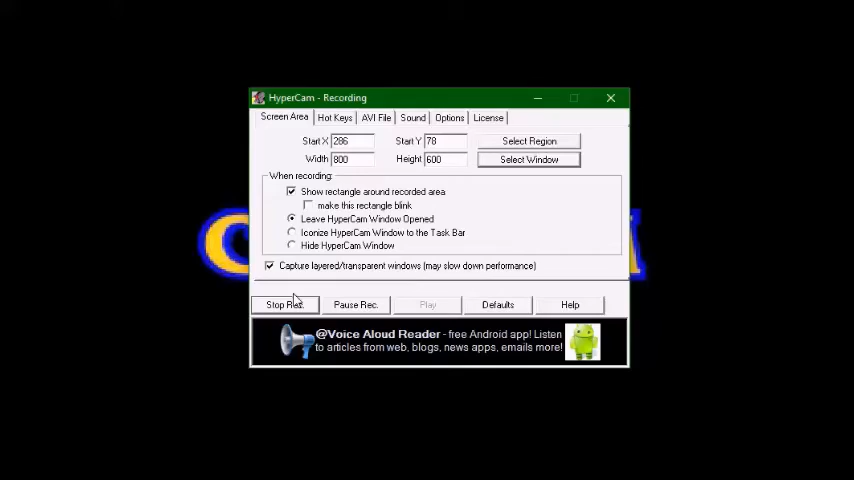 HyperCam - Recording
Screen Area Hot Keys AVI File Sound Options License
Start X 286 Start Y 78 Select Region
Width 800 Height 600 Select Window
When recording:
Show rectangle around recorded area
make this rectangle blink
Leave HyperCam Window Opened
Iconize HyperCam Window to the Task Bar
Hide HyperCam Window
Capture layered/transparent windows (may slow down performance)
Stop Rec. Pause Rec. Play Defaults Help
@Voice Aloud Reader - free Android app! Listen
to articles from web, blogs, news apps, emails more!